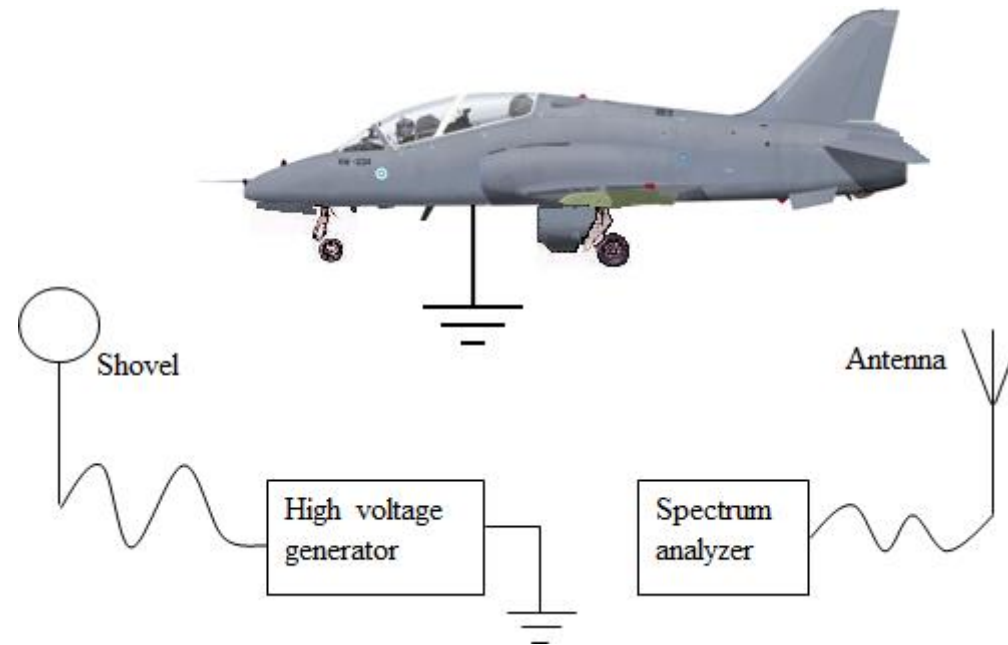 Shovel
Antenna
High voltage
generator
Spectrum
analyzer